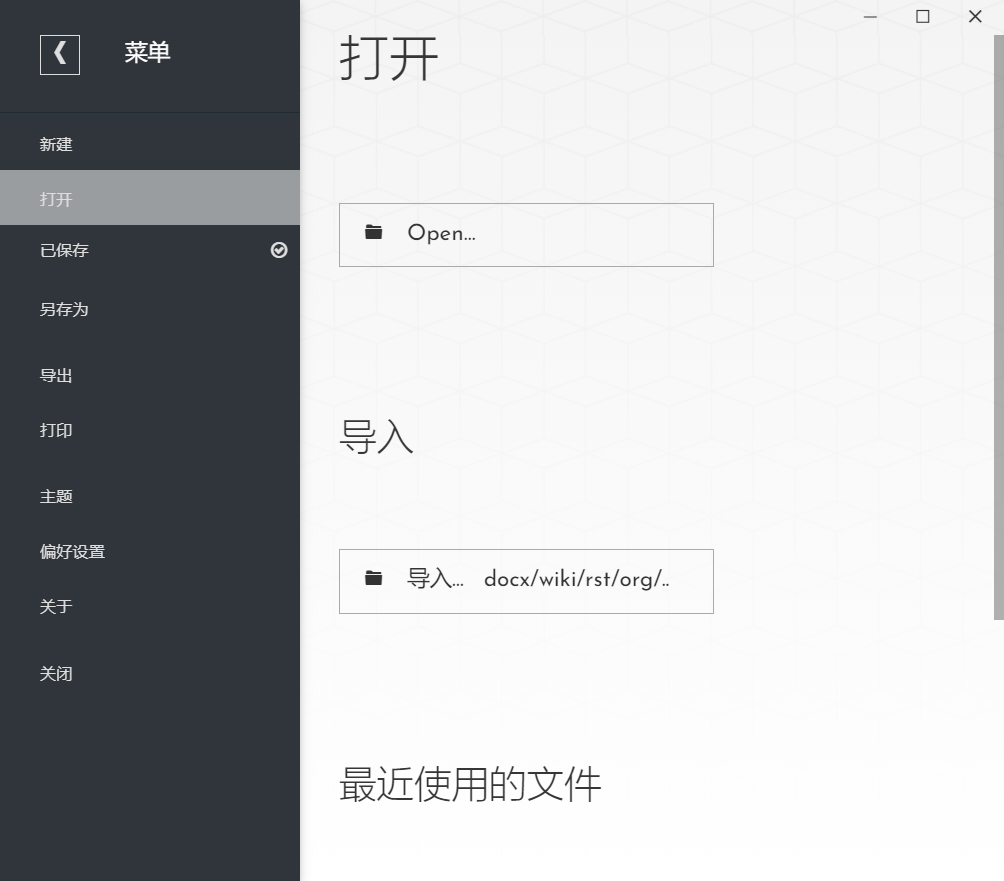 菜单
新建
打开
已保存
另存为
导出
打印
主题
偏好设置
关于
关闭
打开
Open...
导入
导入... docx/wiki/rst/org/..
最近使用的文件